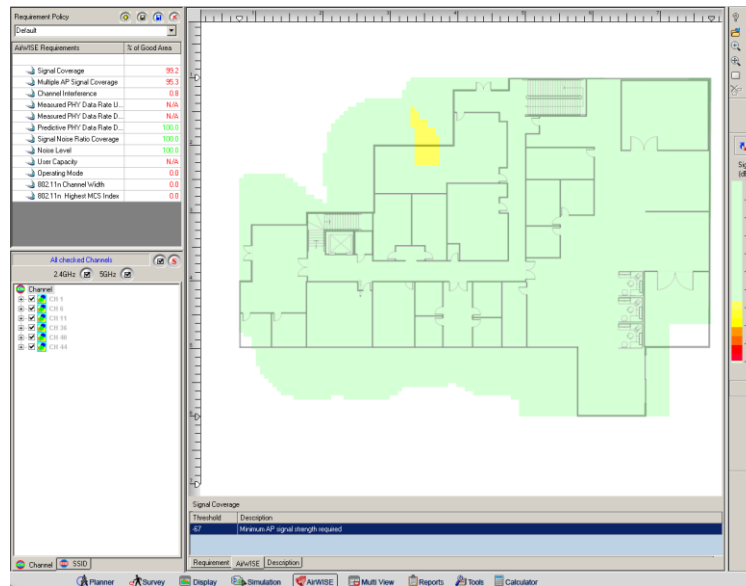 Requirement Policy
Default
AirWISE Requirements % of Good Area
Signal Coverage 99.2
Multiple AP Signal Coverage 95.3
Channel Interference 0.8
Measured PHY Data Rate U... N/A
Measured PHY Data Rate D... N/A
Predictive PHY Data Rate D... 100.0
Signal Noise Ratio Coverage 100.0
Noise Level 100.0
User Capacity N/A
Operating Mode 0.0
802.11n Channel Width 0.0
802.11n Highest MCS Index 0.0
All checked Channels
2.4GHz 5GHz
Channel
CH 1
CH 6
CH 11
CH 36
CH 40
CH 44
Channel SSID
Signal Coverage
Threshold Description
-67 Minimum AP signal strength required
Requirement AirWISE Description
Planner Survey Display Simulation AirWISE Multi View Reports Tools Calculator